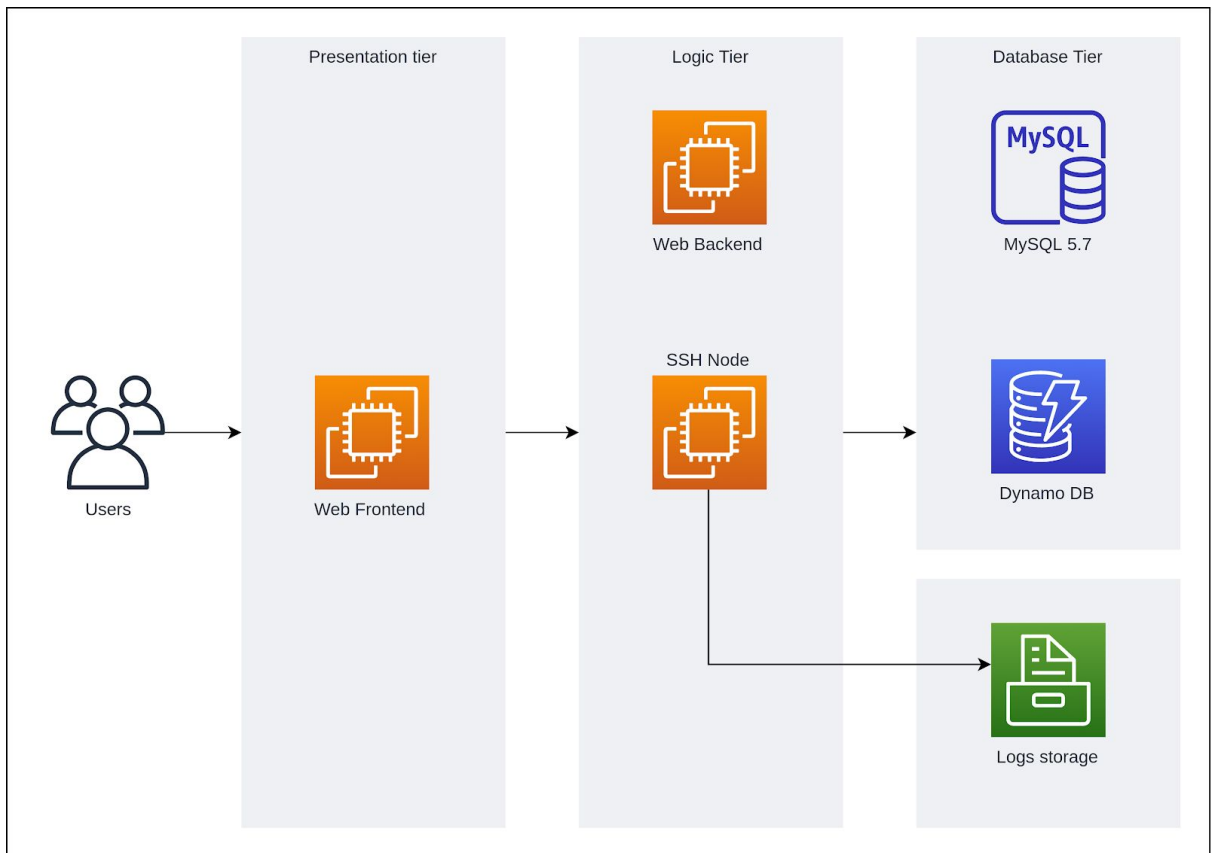 Presentation tier
Logic Tier
Database Tier
MySQL
Web Backend
MySQL 5.7
SSH Node
Users
Web Frontend
Dynamo DB
Logs storage